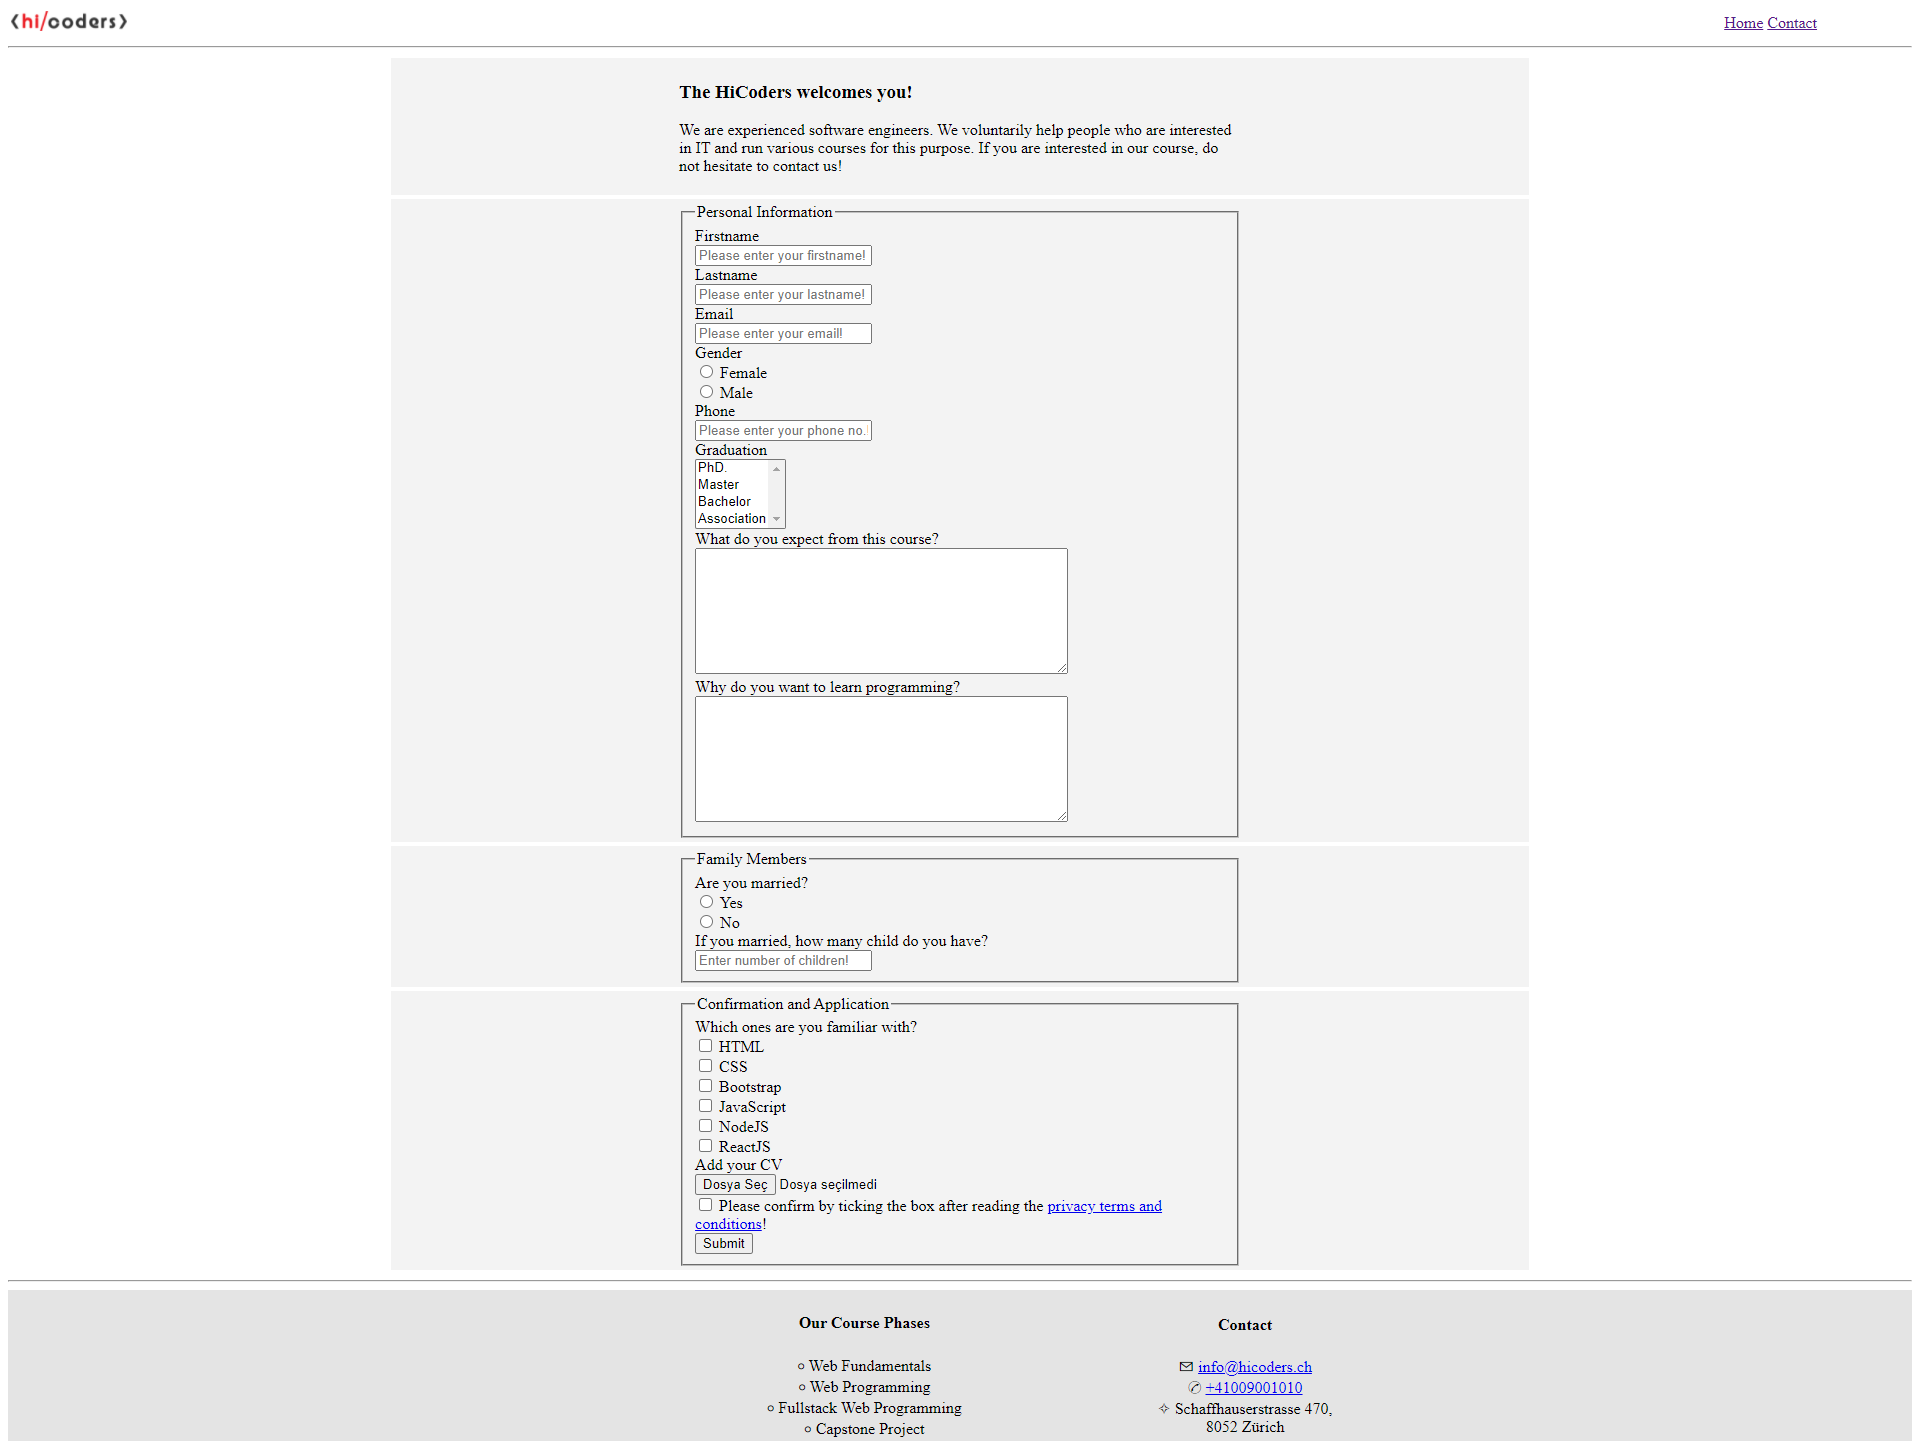 <hi/coders>
Home Contact
The HiCoders welcomes you!
We are experienced software engineers. We voluntarily help people who are interested
in IT and run various courses for this purpose. If you are interested in our course, do
not hesitate to contact us!
Personal Information
Firstname
Please enter your firstname!
Lastname
Please enter your lastname!
Email
Please enter your email!
Gender
Female
Male
Phone
Please enter your phone no.
Graduation
PhD.
Master
Bachelor
Association
What do you expect from this course?
Why do you want to learn programming?
Family Members
Are you married?
Yes
No
If you married, how many child do you have?
Enter number of children!
Confirmation and Application
Which ones are you familiar with?
HTML
CSS
Bootstrap
JavaScript
NodeJS
ReactJS
Add your CV
Dosya Seç Dosya seçilmedi
Please confirm by ticking the box after reading the privacy terms and
conditions!
Submit
Our Course Phases
Web Fundamentals
Web Programming
Fullstack Web Programming
Capstone Project
Contact
info@hicoders.ch
+41009001010
Schaffhauserstrasse 470,
8052 Zürich